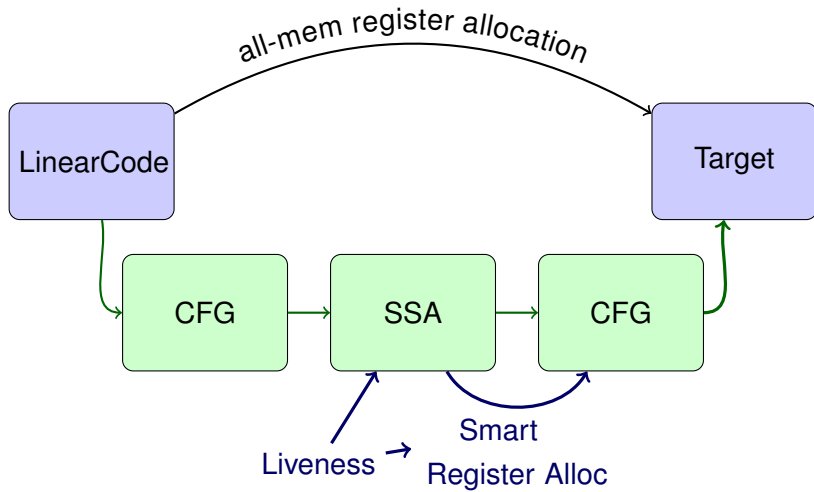 all-mem register allocation
LinearCode
Target
CFG
SSA
CFG
Smart
Liveness
Register Alloc